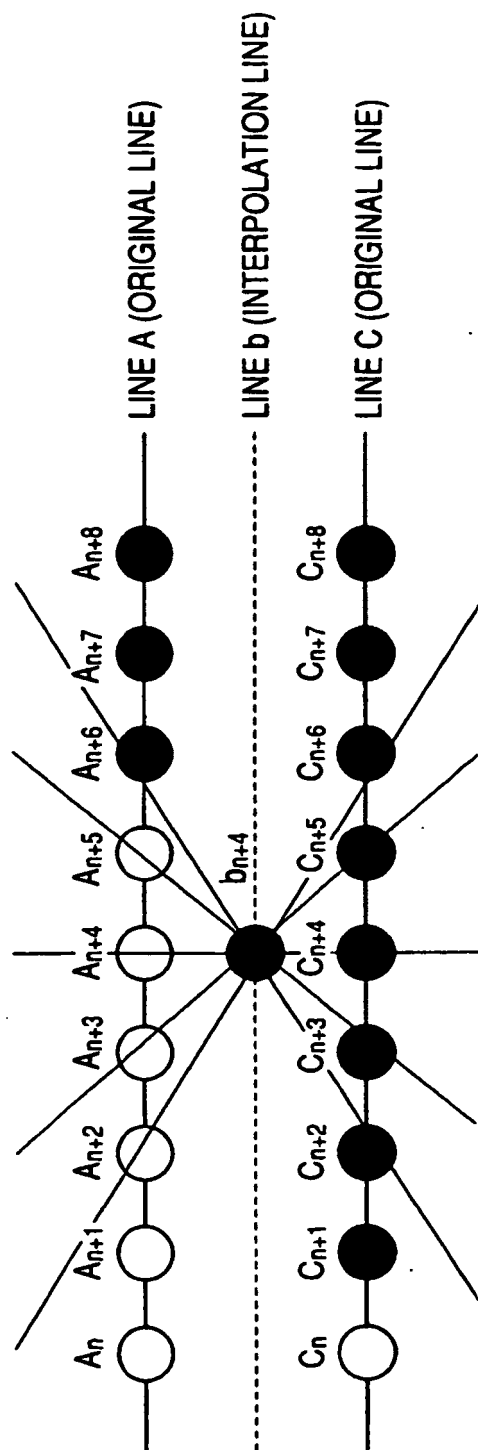 An An+1 An+2 An+3 An+4 An+5 An+6 An+7 An+8 LINE A (ORIGINAL LINE)
bn+4 LINE b (INTERPOLATION LINE)
Cn Cn+1 Cn+2 Cn+3 Cn+4 Cn+5 Cn+6 Cn+7 Cn+8 LINE C (ORIGINAL LINE)